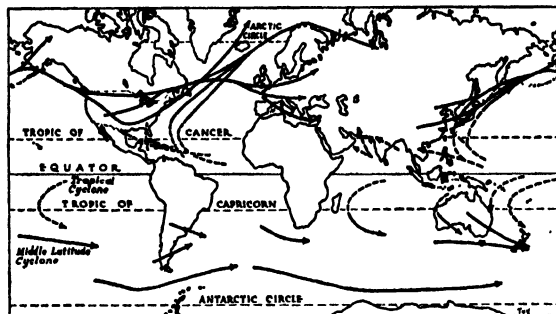 ARCTIC
CIRCLE
TROPIC OF CANCER
EQUATOR
Tropical
Cyclone
TROPIC OF CAPRICORN
Middle Latitude
Cyclone
ANTARCTIC CIRCLE